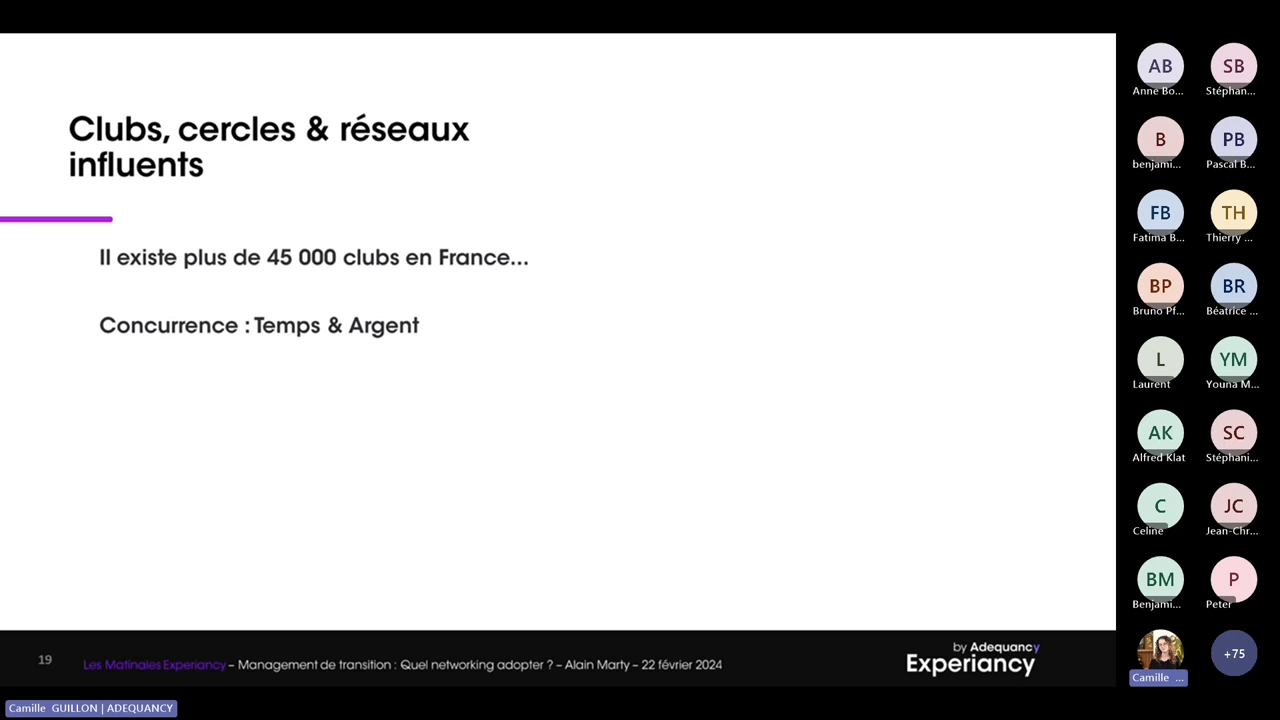 Clubs, cercles & réseaux
influents
Il existe plus de 45 000 clubs en France...
Concurrence : Temps & Argent
19
Les Matinales Experiancy – Management de transition : Quel networking adopter ? – Alain Marty – 22 février 2024
by Adequancy
Experiancy
AB
Anne Bo...
SB
Stéphan...
B
benjami...
PB
Pascal B...
FB
Fatima B...
TH
Thierry ...
BP
Bruno Pf...
BR
Béatrice ...
L
Laurent
YM
Youna M...
AK
Alfred Klat
SC
Stéphani...
C
Celine
JC
Jean-Chr...
BM
Benjami...
P
Peter
Camille ...
+75
Camille GUILLON | ADEQUANCY